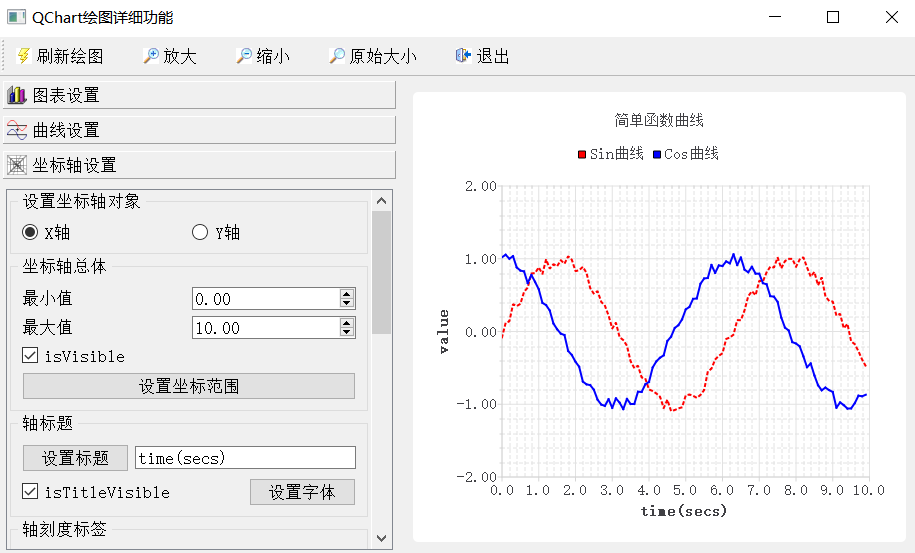 QChart绘图详细功能
刷新绘图 放大 缩小 原始大小 退出
图表设置
曲线设置
坐标轴设置
设置坐标轴对象
X轴 Y轴
坐标轴总体
最小值 0.00
最大值 10.00
isVisible
设置坐标范围
轴标题
设置标题 time(secs)
isTitleVisible 设置字体
轴刻度标签
简单函数曲线
Sin曲线 Cos曲线
2.00
1.00
0.00
-1.00
-2.00
value
0.0 1.0 2.0 3.0 4.0 5.0 6.0 7.0 8.0 9.0 10.0
time(secs)